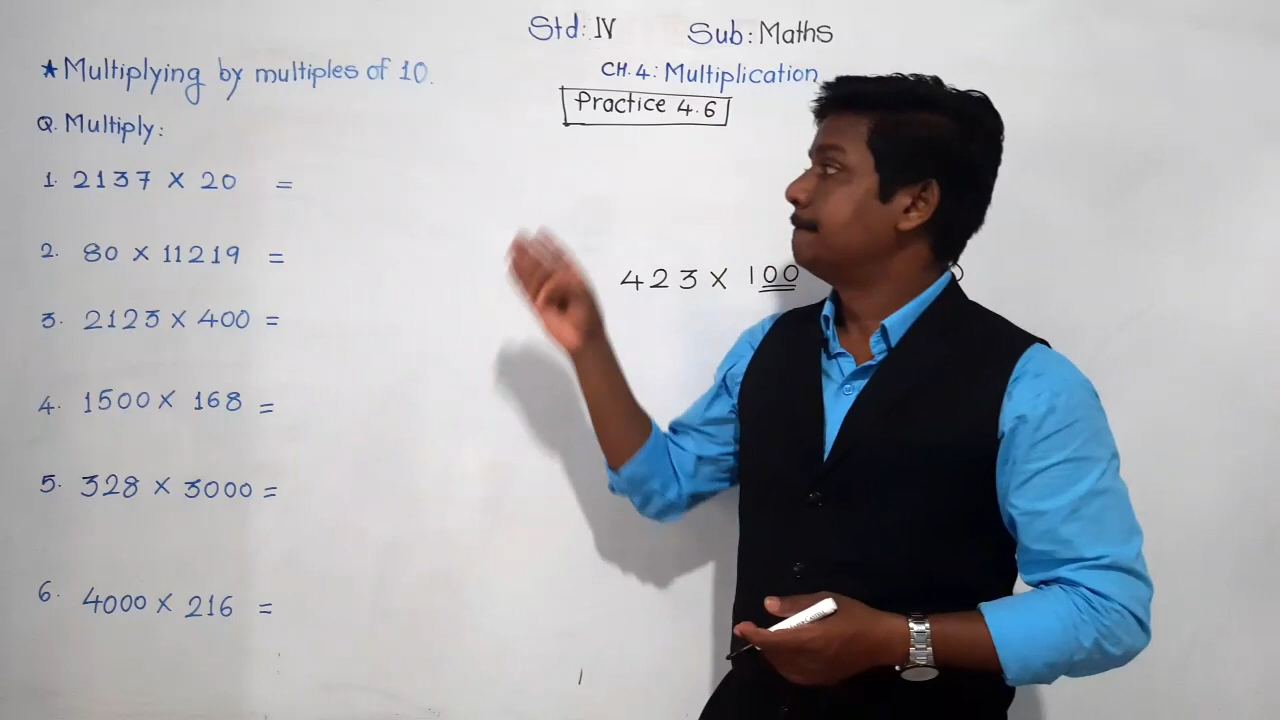 Std: IV Sub: Maths
CH. 4: Multiplication
Practice 4.6
★ Multiplying by multiples of 10.
Q. Multiply:
1. 2137 × 20 =
2. 80 × 11219 =
3. 2123 × 400 =
4. 1500 × 168 =
5. 328 × 3000 =
6. 4000 × 216 =
423 × 100